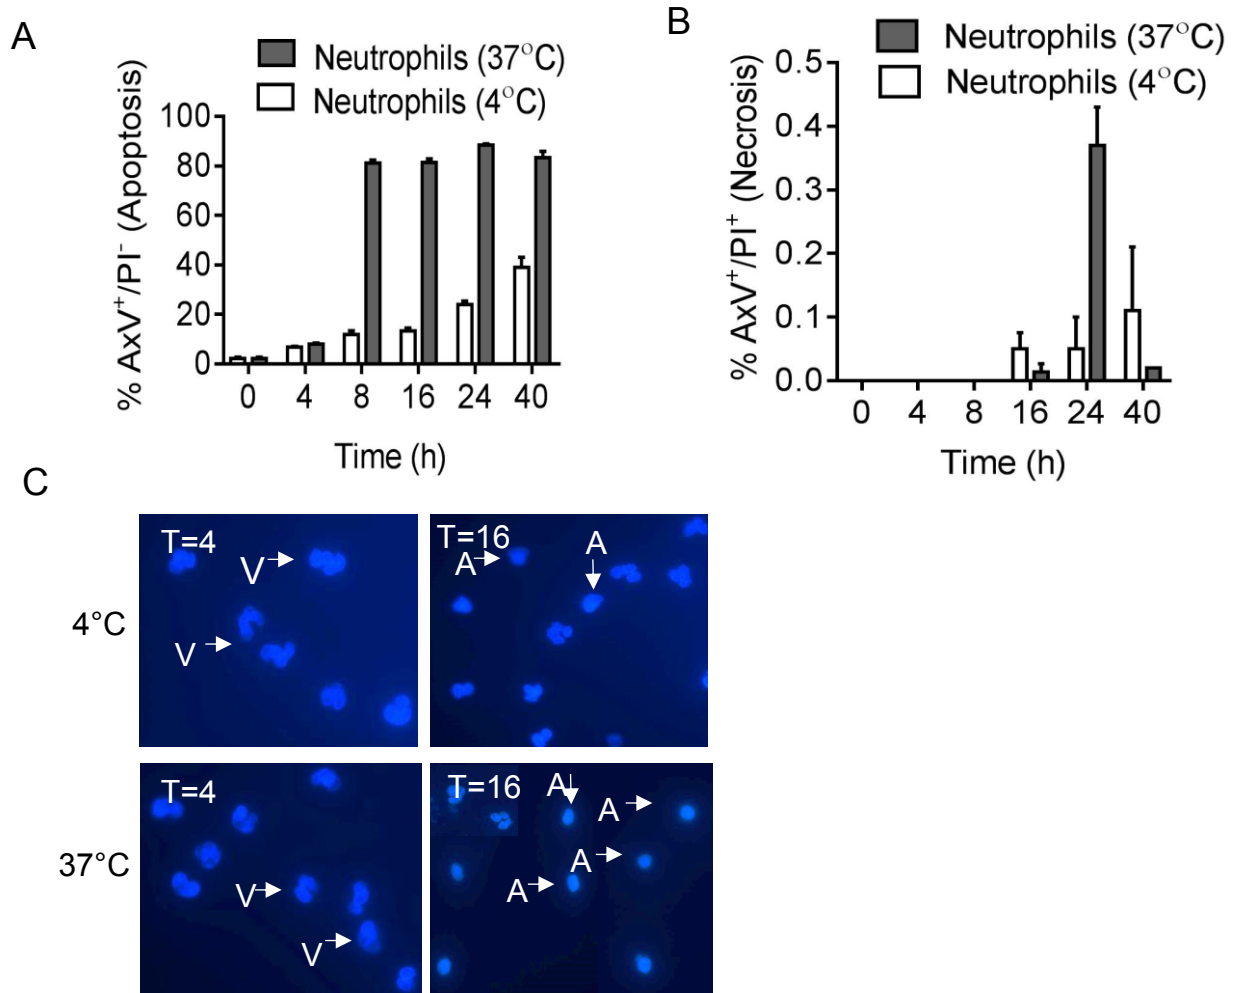 A
Neutrophils (37°C)
Neutrophils (4°C)
% AxV⁺/PI⁻ (Apoptosis)
100
80
60
40
20
0
0 4 8 16 24 40
Time (h)
B
Neutrophils (37°C)
Neutrophils (4°C)
% AxV⁺/PI⁺ (Necrosis)
0.5
0.4
0.3
0.2
0.1
0.0
0 4 8 16 24 40
Time (h)
C
4°C
T=4
V
V
T=16
A
A
37°C
T=4
V
V
T=16
A
A
A
A